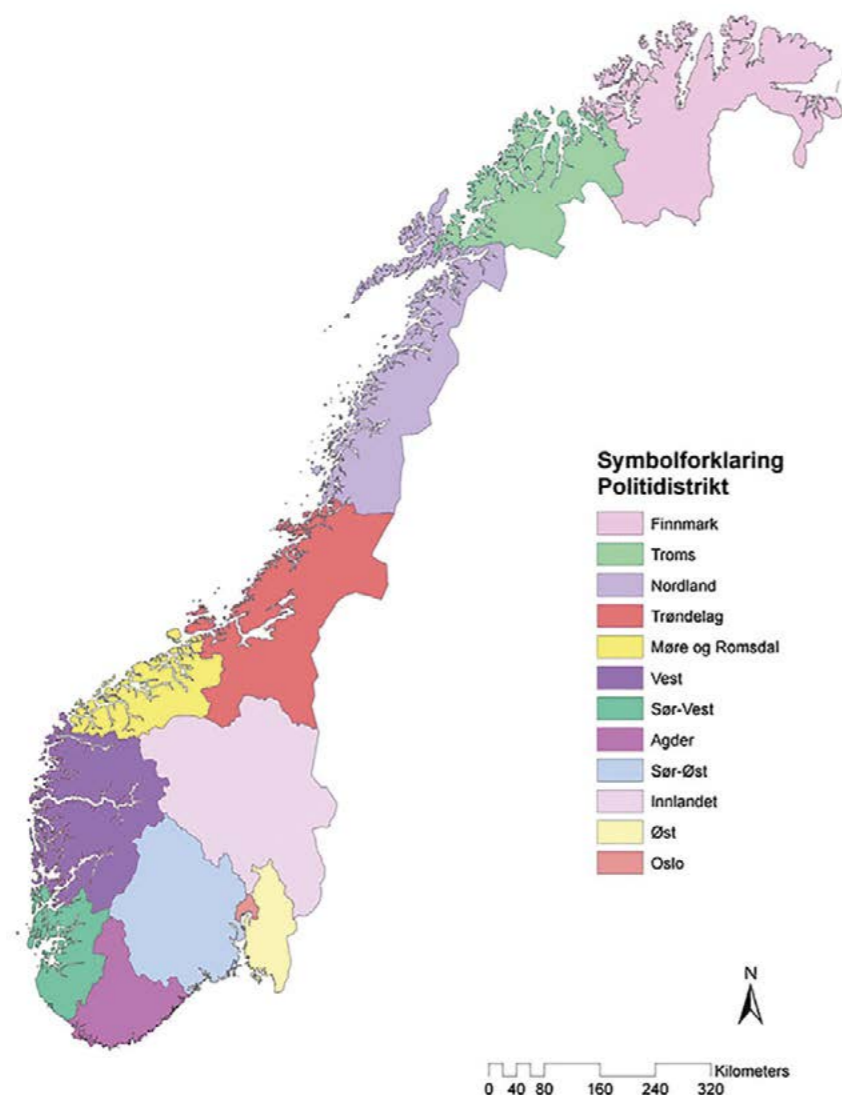 Symbolforklaring
Politidistrikt
Finnmark
Troms
Nordland
Trøndelag
Møre og Romsdal
Vest
Sør-Vest
Agder
Sør-Øst
Innlandet
Øst
Oslo
N
Kilometers
0 40 80 160 240 320